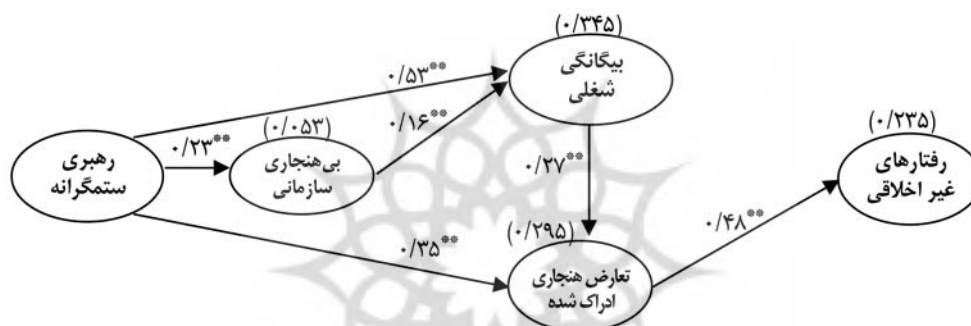 (۰/۳۴۵)
بیگانگی
شغلی
۰/۵۳**
۰/۱۶**
(۰/۰۵۳)
بی‌هنجاری
سازمانی
۰/۲۳**
رهبری
ستمگرانه
(۰/۲۳۵)
رفتارهای
غیر اخلاقی
۰/۲۷**
۰/۴۸**
(۰/۲۹۵)
تعارض هنجاری
ادراک شده
۰/۳۵**